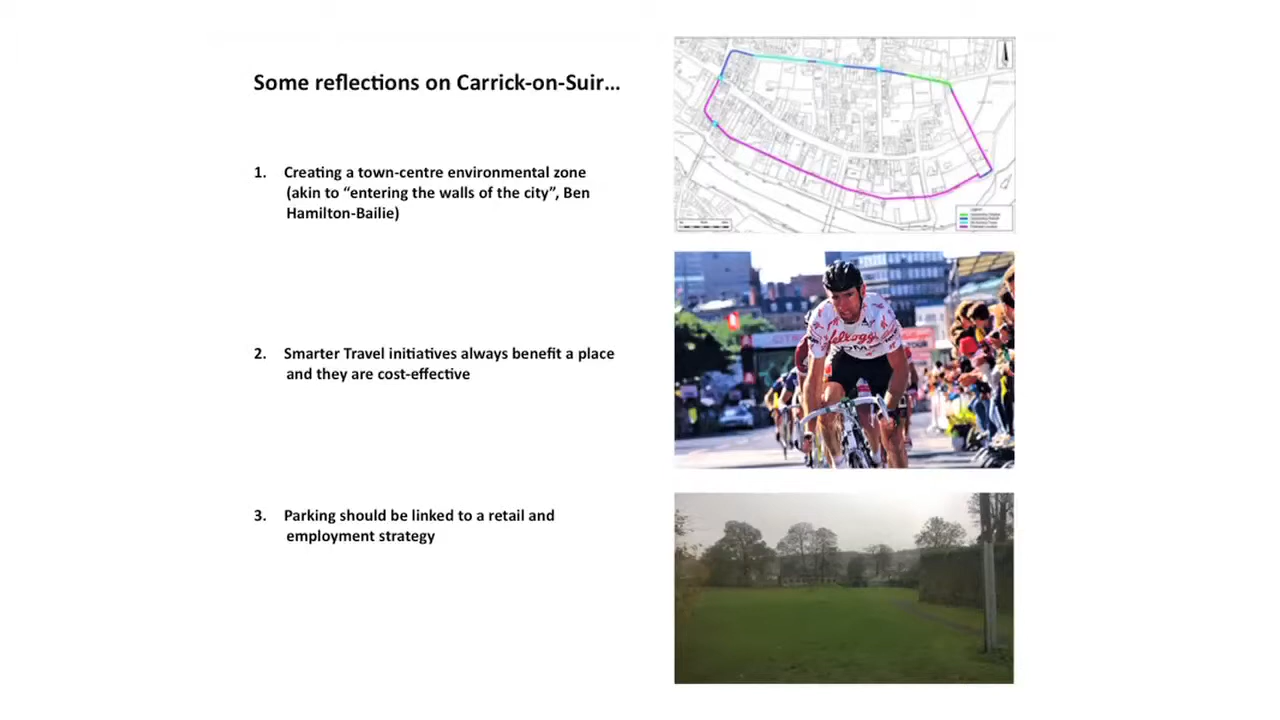 Some reflections on Carrick-on-Suir...
1. Creating a town-centre environmental zone
(akin to “entering the walls of the city”, Ben
Hamilton-Bailie)
2. Smarter Travel initiatives always benefit a place
and they are cost-effective
3. Parking should be linked to a retail and
employment strategy
Kellogg's